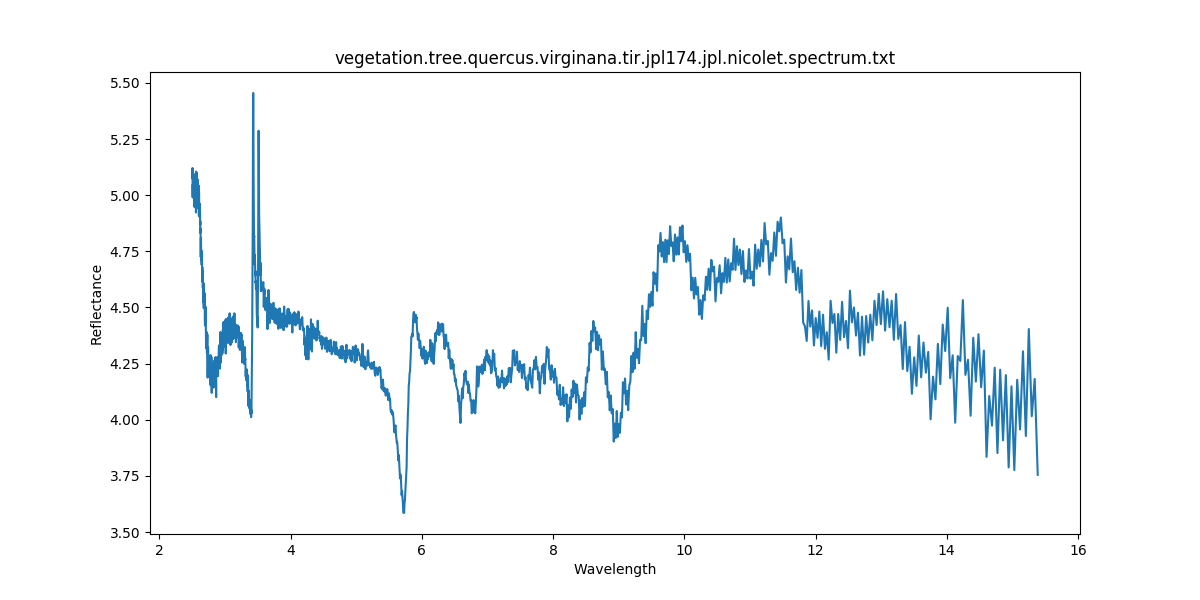 vegetation.tree.quercus.virginana.tir.jpl174.jpl.nicolet.spectrum.txt
5.50
5.25
5.00
4.75
4.50
4.25
4.00
3.75
3.50
Reflectance
2 4 6 8 10 12 14 16
Wavelength